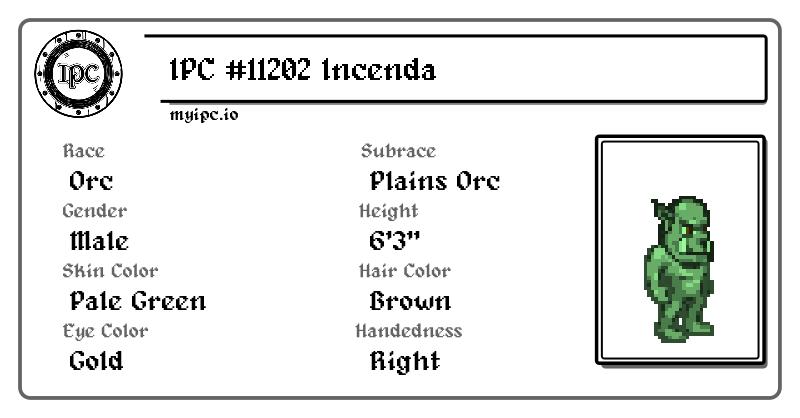 IPC
IPC #11202 Incenda
myipc.io
Race
Orc
Subrace
Plains Orc
Gender
Male
Height
6'3"
Skin Color
Pale Green
Hair Color
Brown
Eye Color
Gold
Handedness
Right